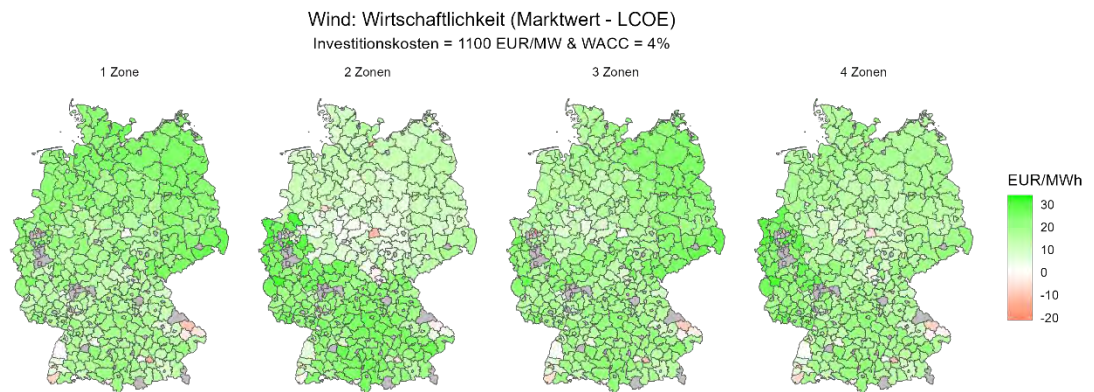 Wind: Wirtschaftlichkeit (Marktwert - LCOE)
Investitionskosten = 1100 EUR/MW & WACC = 4%
1 Zone
2 Zonen
3 Zonen
4 Zonen
EUR/MWh
30
20
10
0
-10
-20